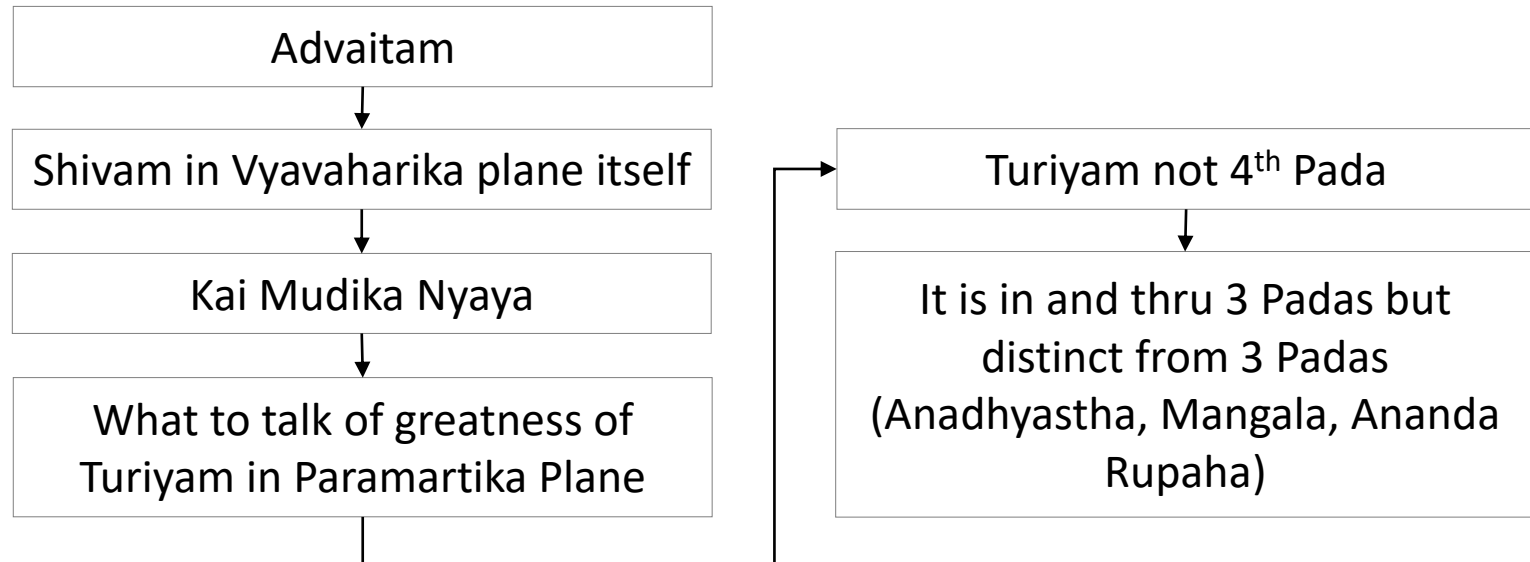 Advaitam
Shivam in Vyavaharika plane itself
Kai Mudika Nyaya
What to talk of greatness of
Turiyam in Paramartika Plane
Turiyam not 4th Pada
It is in and thru 3 Padas but
distinct from 3 Padas
(Anadhyastha, Mangala, Ananda
Rupaha)